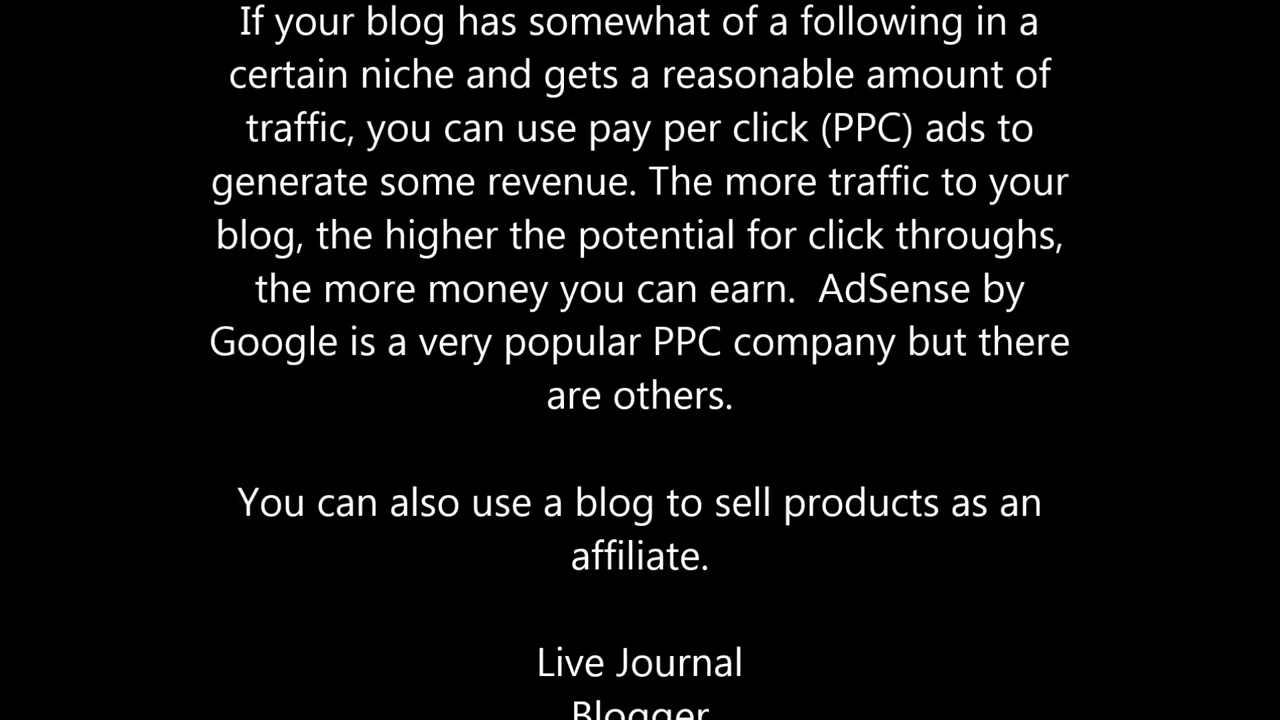 If your blog has somewhat of a following in a
certain niche and gets a reasonable amount of
traffic, you can use pay per click (PPC) ads to
generate some revenue. The more traffic to your
blog, the higher the potential for click throughs,
the more money you can earn.  AdSense by
Google is a very popular PPC company but there
are others.
You can also use a blog to sell products as an
affiliate.
Live Journal
Blogger